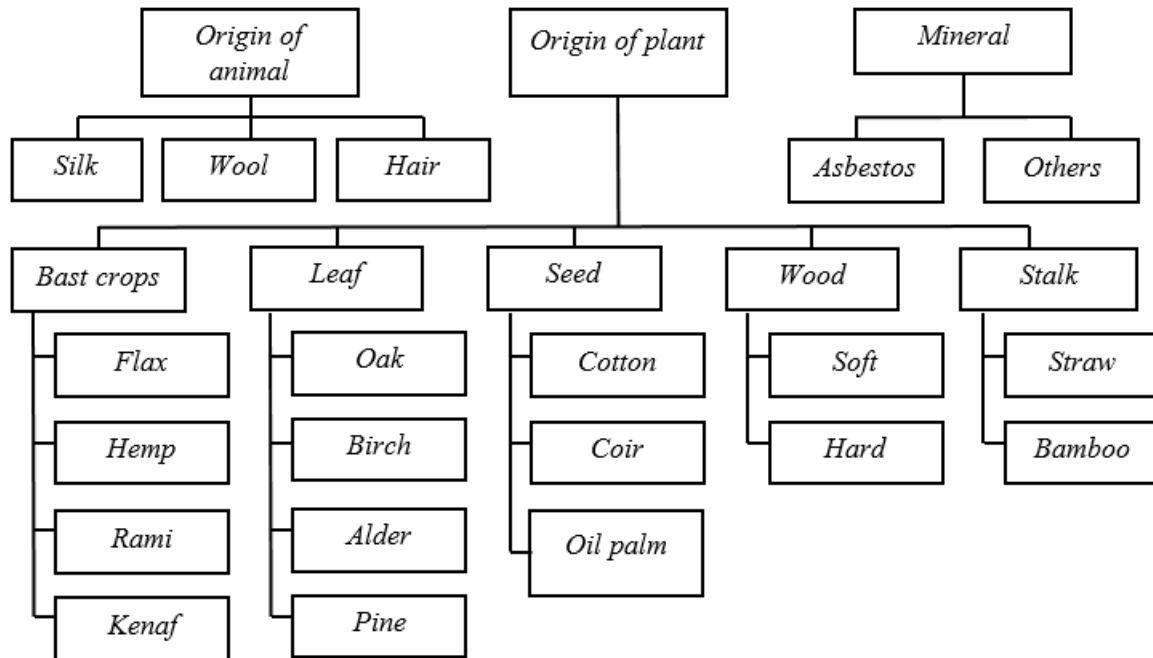 Origin of
animal
Origin of plant
Mineral
Silk
Wool
Hair
Asbestos
Others
Bast crops
Leaf
Seed
Wood
Stalk
Flax
Oak
Cotton
Soft
Straw
Hemp
Birch
Coir
Hard
Bamboo
Rami
Alder
Oil palm
Kenaf
Pine